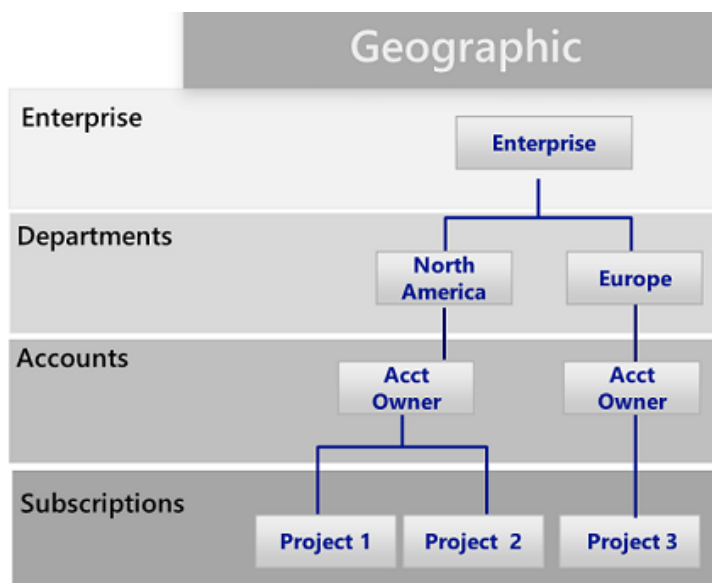 Geographic
Enterprise
Enterprise
Departments
North
America
Europe
Accounts
Acct
Owner
Acct
Owner
Subscriptions
Project 1
Project 2
Project 3